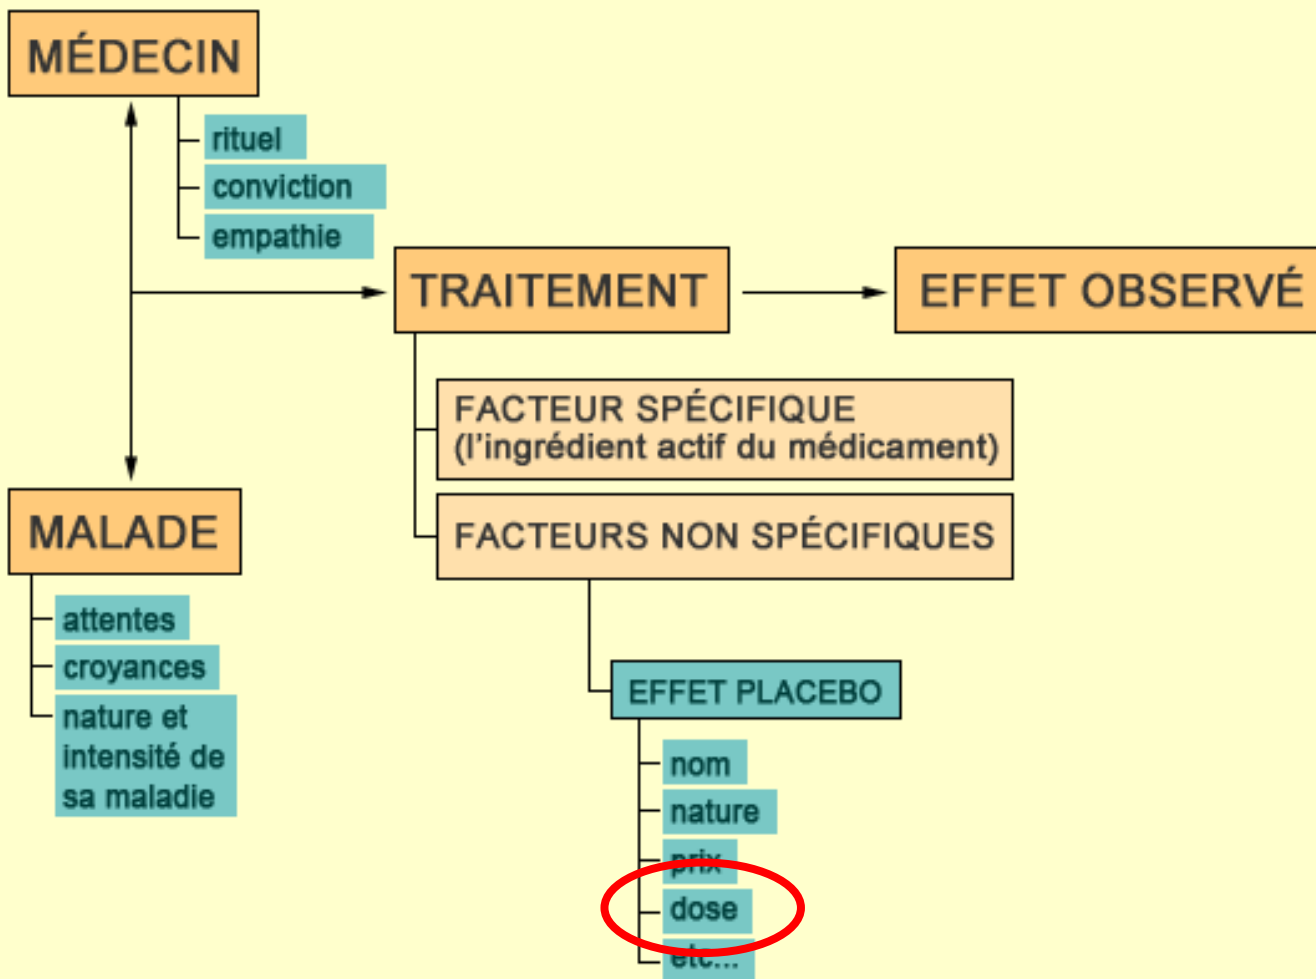 MÉDECIN
rituel
conviction
empathie
TRAITEMENT
EFFET OBSERVÉ
FACTEUR SPÉCIFIQUE
(l'ingrédient actif du médicament)
FACTEURS NON SPÉCIFIQUES
MALADE
attentes
croyances
nature et
intensité de
sa maladie
EFFET PLACEBO
nom
nature
prix
dose
etc...